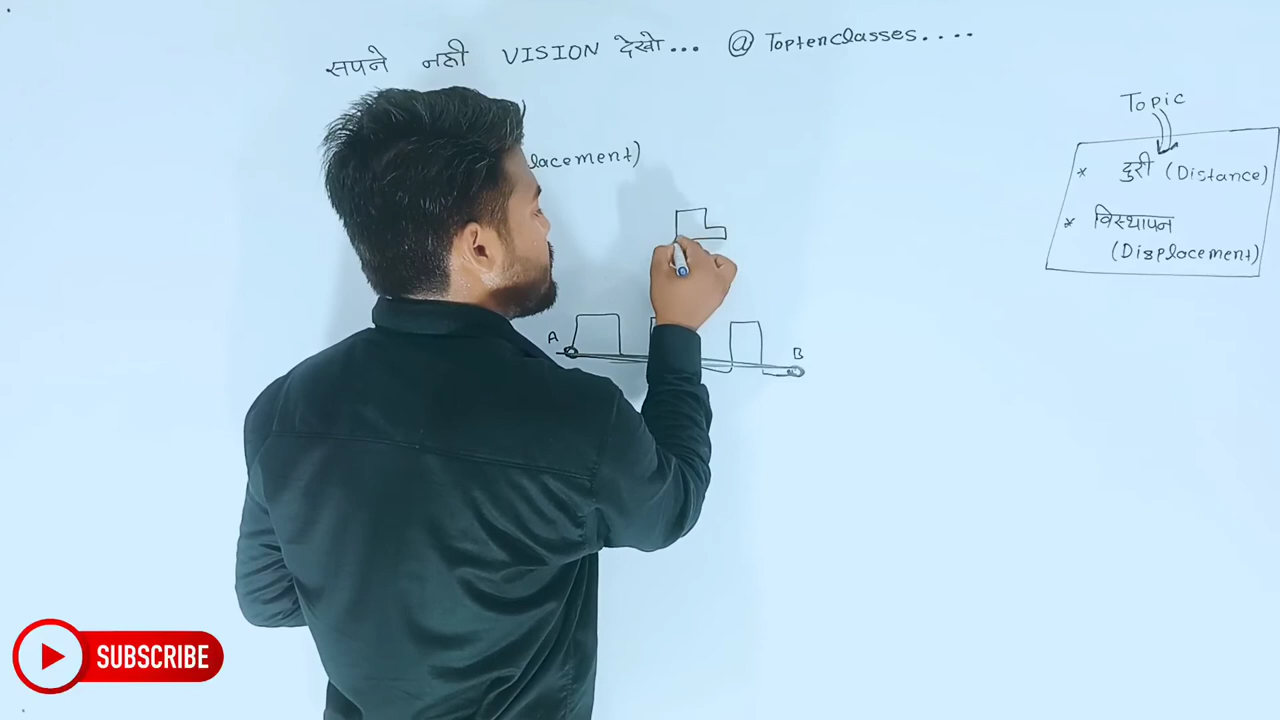 सपने नही VISION देखो... @ Toptenclasses....
lacement)
Topic
* दुरी (Distance)
* विस्थापन
(Displacement)
A
B
SUBSCRIBE